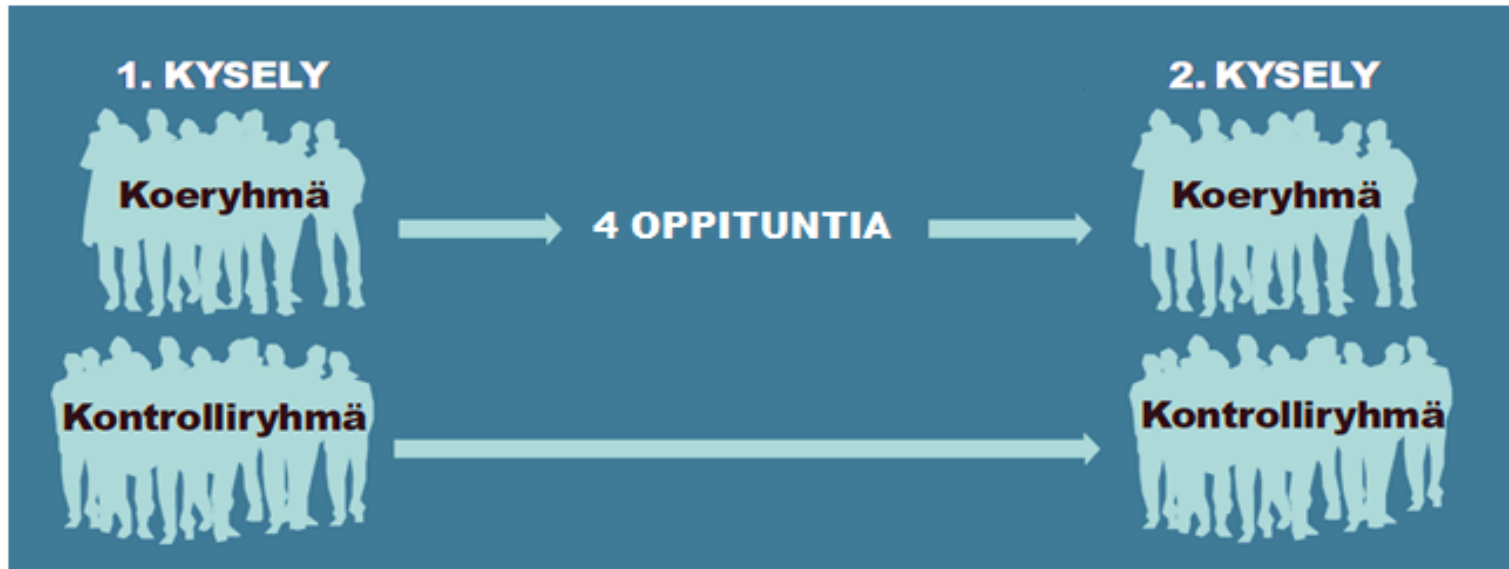 1. KYSELY
2. KYSELY
Koeryhmä
4 OPPITUNTIA
Koeryhmä
Kontrolliryhmä
Kontrolliryhmä